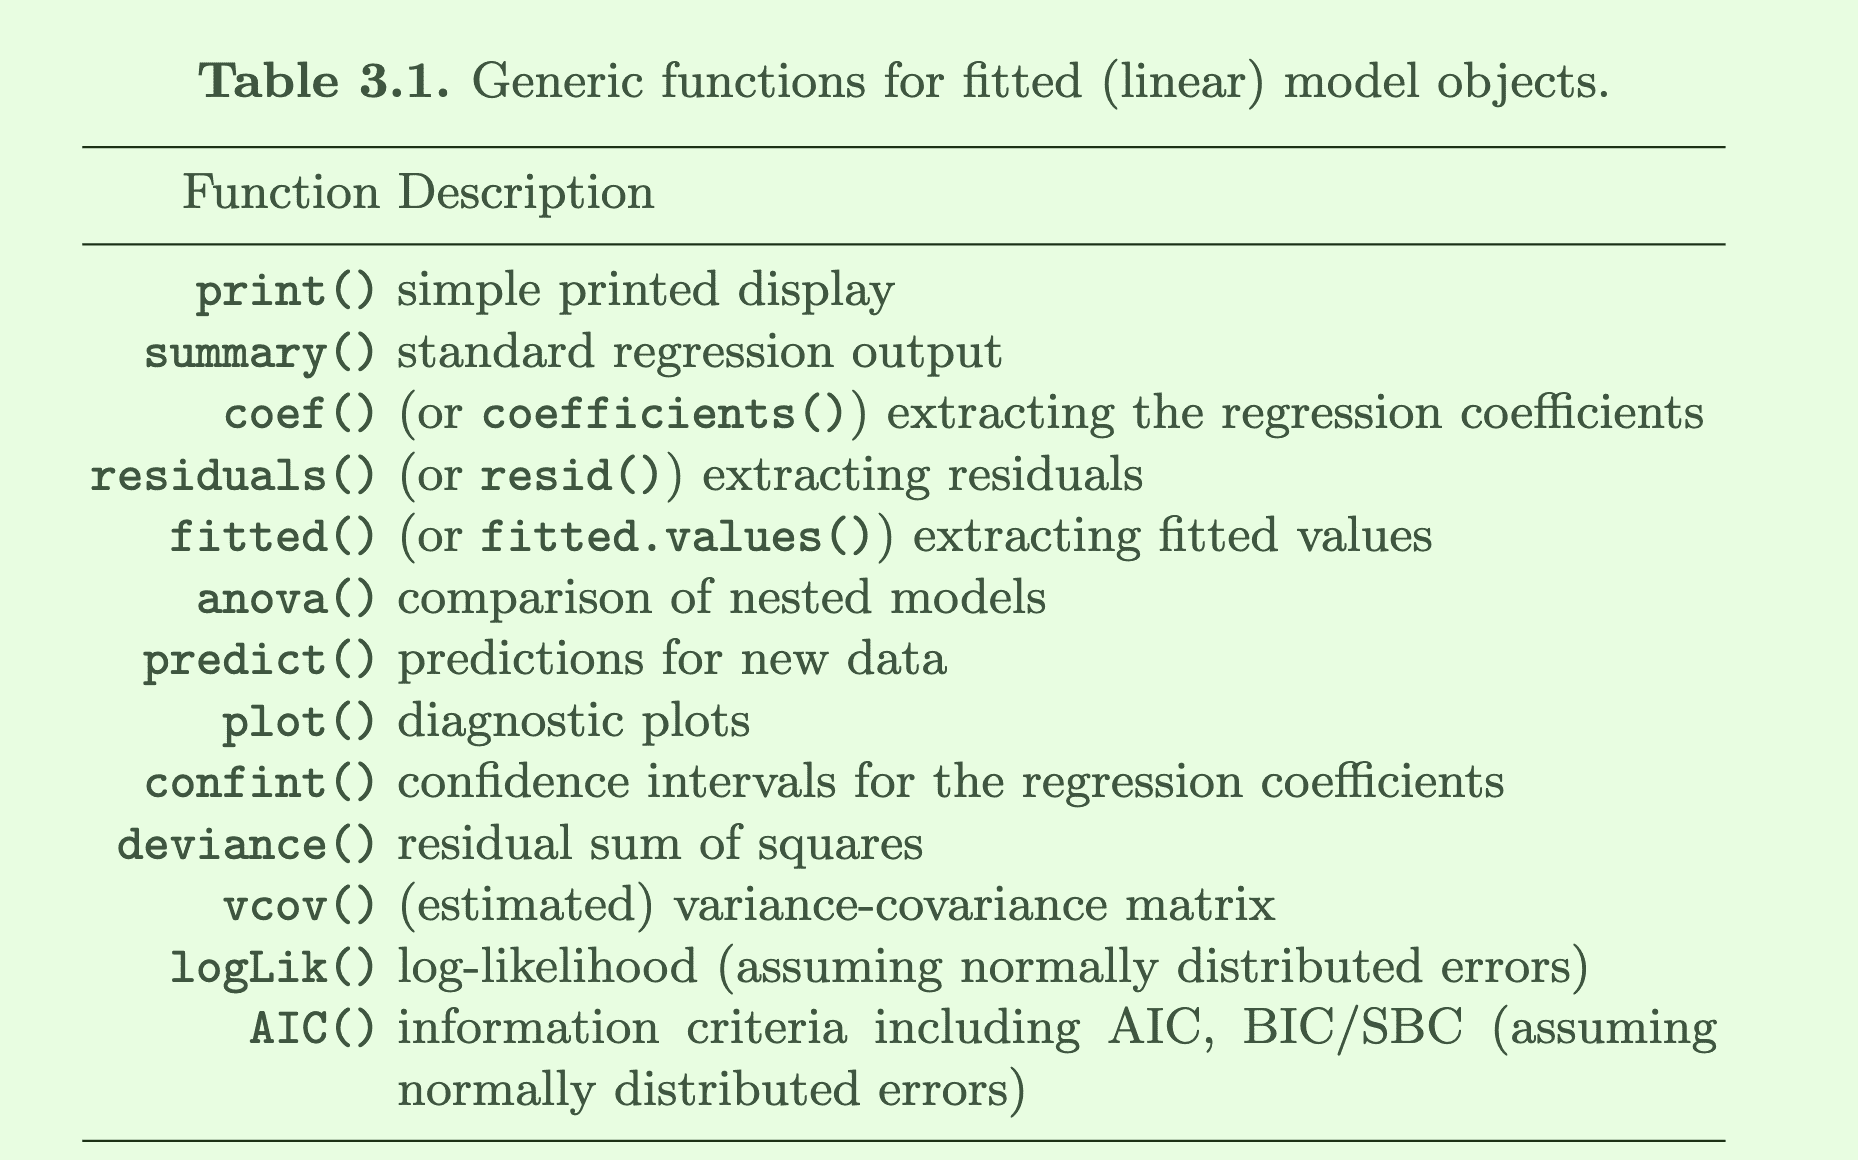 Table 3.1. Generic functions for fitted (linear) model objects.
Function Description
print() simple printed display
summary() standard regression output
coef() (or coefficients()) extracting the regression coefficients
residuals() (or resid()) extracting residuals
fitted() (or fitted.values()) extracting fitted values
anova() comparison of nested models
predict() predictions for new data
plot() diagnostic plots
confint() confidence intervals for the regression coefficients
deviance() residual sum of squares
vcov() (estimated) variance-covariance matrix
logLik() log-likelihood (assuming normally distributed errors)
AIC() information criteria including AIC, BIC/SBC (assuming
normally distributed errors)